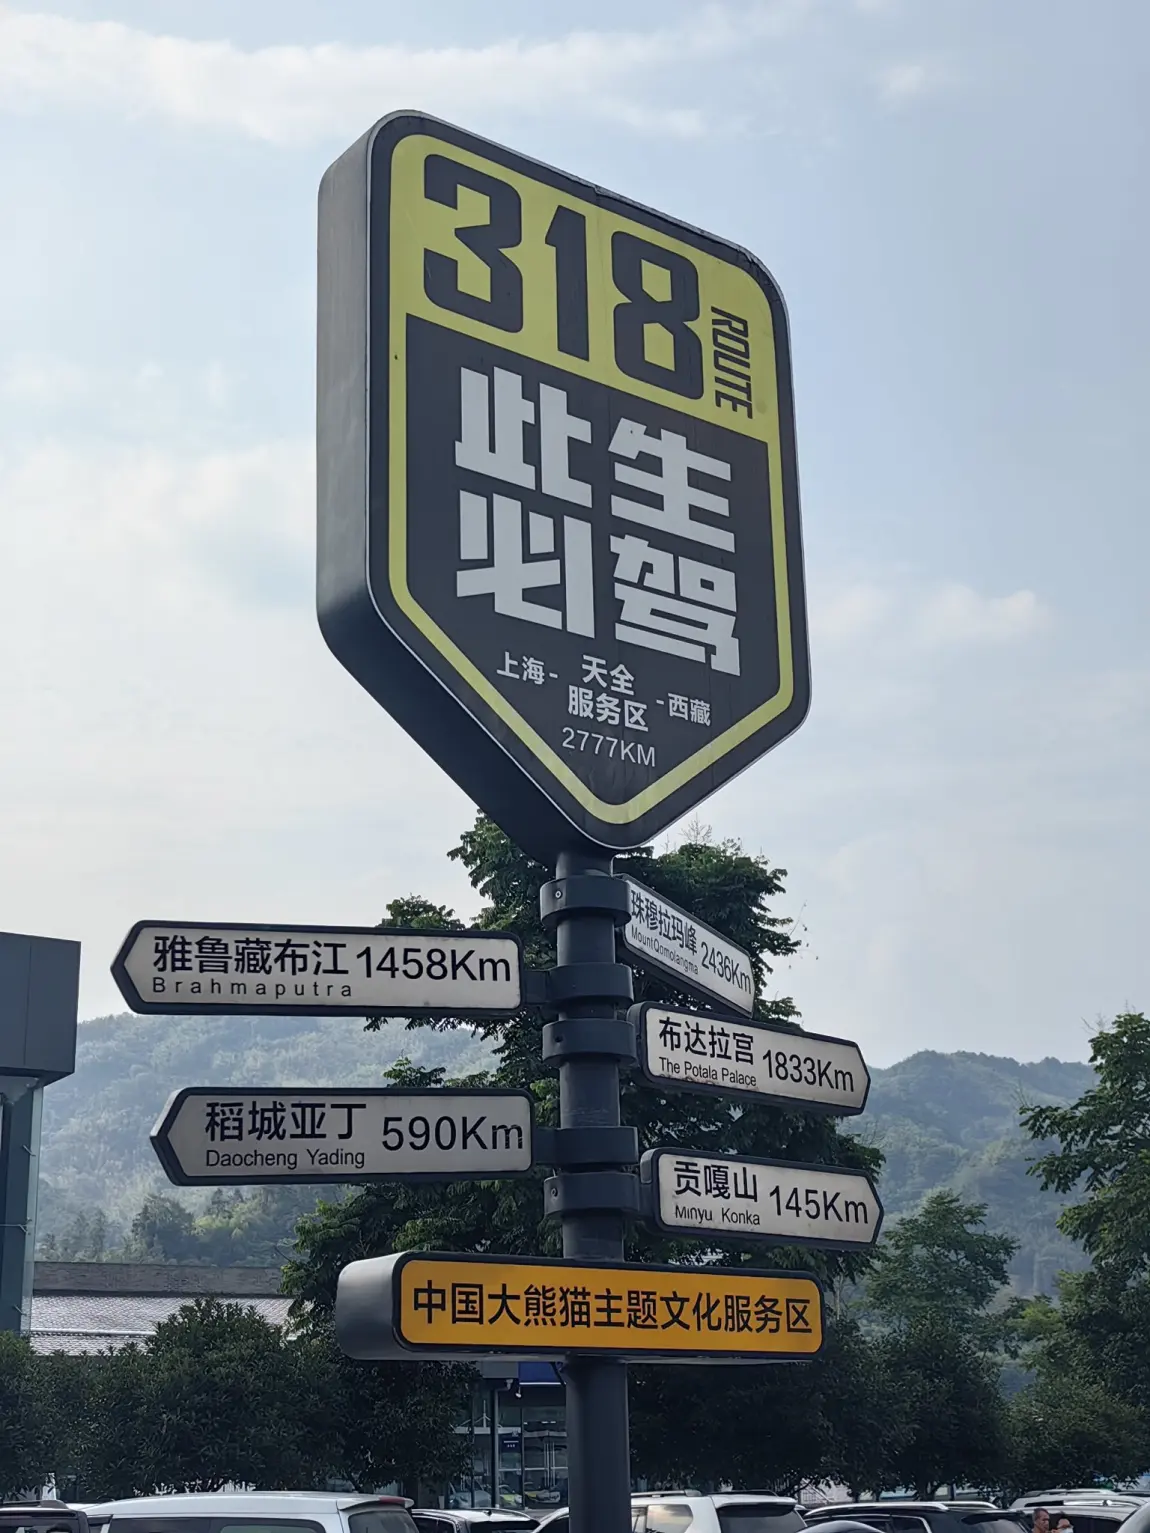 318
ROUTE
此生
必驾
上海-天全服务区-西藏
2777KM
珠穆拉玛峰 2436Km
MountQomolangma
雅鲁藏布江 1458Km
Brahmaputra
布达拉宫 1833Km
The Potala Palace
稻城亚丁 590Km
Daocheng Yading
贡嘎山 145Km
Minyu Konka
中国大熊猫主题文化服务区